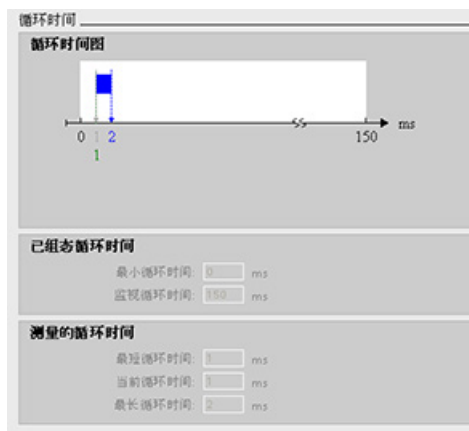 循环时间
循环时间图
ms
0 1 2 150
1
已组态循环时间
最小循环时间: 0 ms
监视循环时间: 150 ms
测量的循环时间
最短循环时间: 1 ms
当前循环时间: 1 ms
最长循环时间: 2 ms